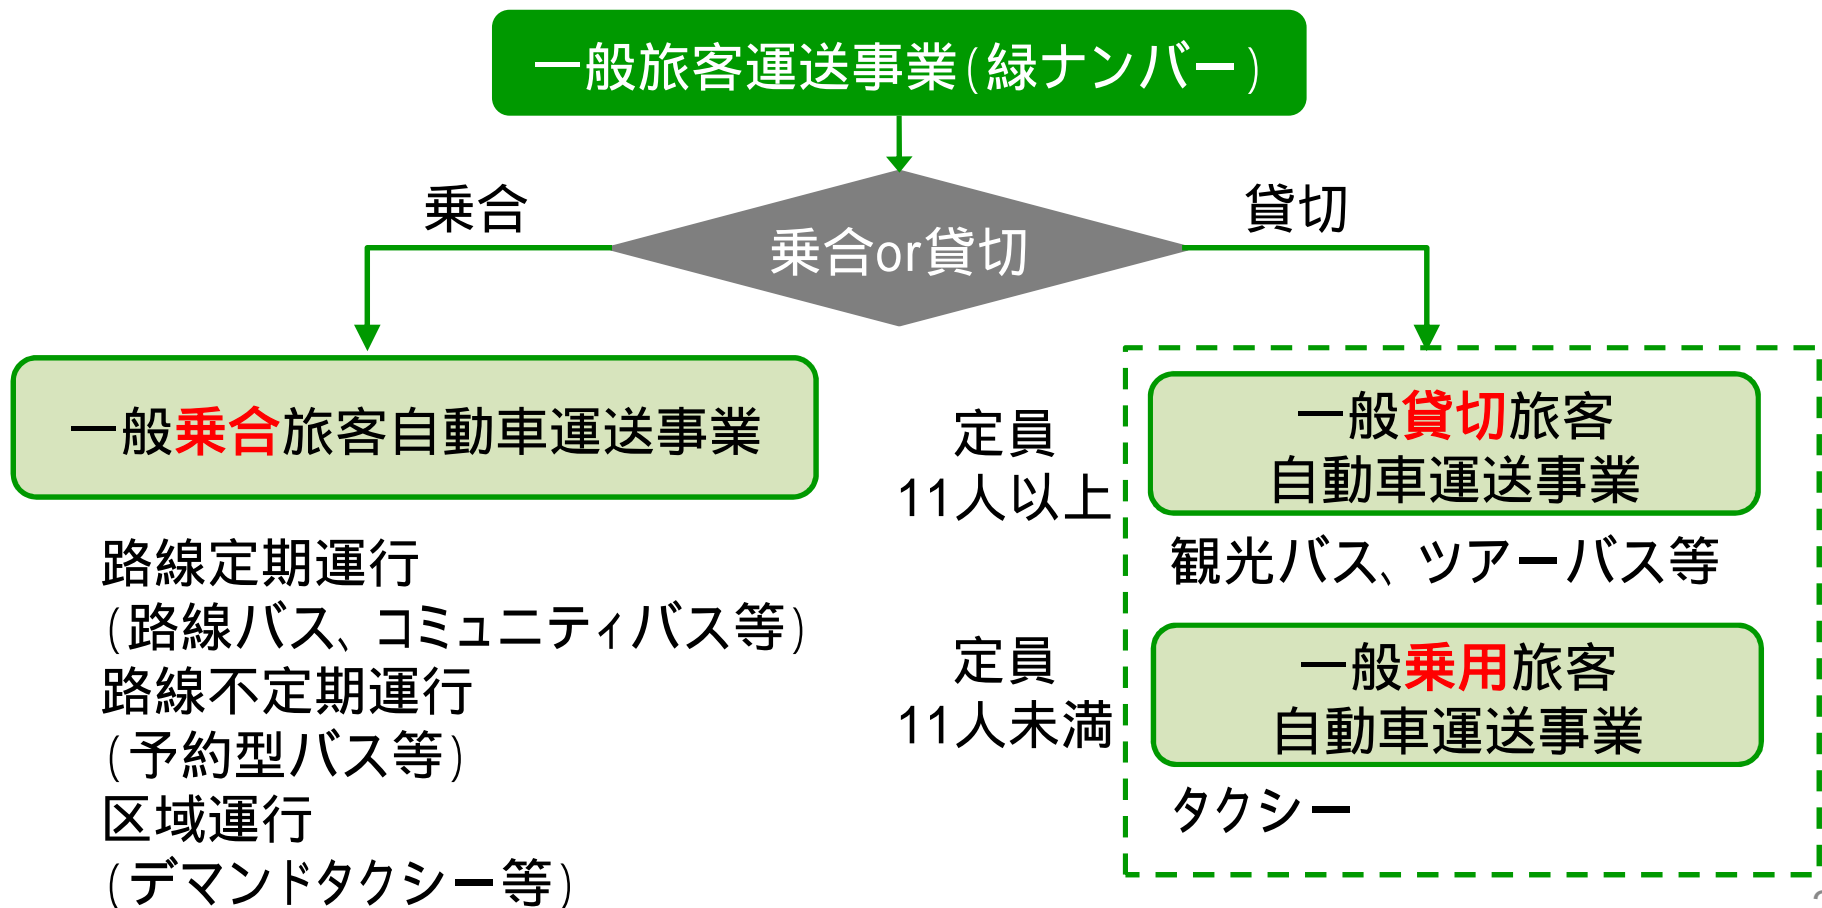 一般旅客運送事業(緑ナンバー)
乗合
貸切
乗合or貸切
一般乗合旅客自動車運送事業
路線定期運行
(路線バス、コミュニティバス等)
路線不定期運行
(予約型バス等)
区域運行
(デマンドタクシー等)
定員
11人以上
一般貸切旅客
自動車運送事業
観光バス、ツアーバス等
定員
11人未満
一般乗用旅客
自動車運送事業
タクシー